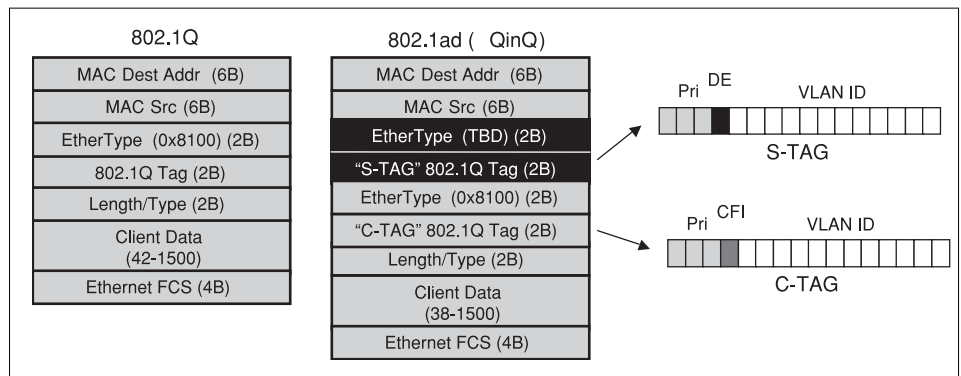 802.1Q
MAC Dest Addr (6B)
MAC Src (6B)
EtherType (0x8100) (2B)
802.1Q Tag (2B)
Length/Type (2B)
Client Data
(42-1500)
Ethernet FCS (4B)
802.1ad ( QinQ)
MAC Dest Addr (6B)
MAC Src (6B)
EtherType (TBD) (2B)
“S-TAG” 802.1Q Tag (2B)
EtherType (0x8100) (2B)
“C-TAG” 802.1Q Tag (2B)
Length/Type (2B)
Client Data
(38-1500)
Ethernet FCS (4B)
Pri DE VLAN ID
S-TAG
Pri CFI VLAN ID
C-TAG